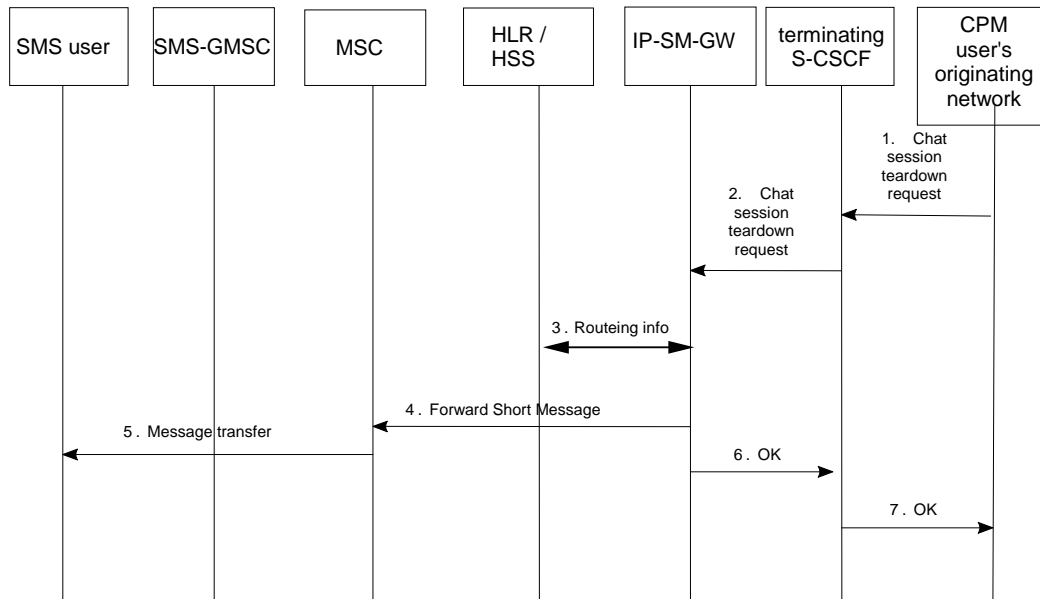 SMS user
SMS-GMSC
MSC
HLR /
HSS
IP-SM-GW
terminating
S-CSCF
CPM
user's
originating
network
1. Chat
session
teardown
request
2. Chat
session
teardown
request
3. Routeing info
4. Forward Short Message
5. Message transfer
6. OK
7. OK